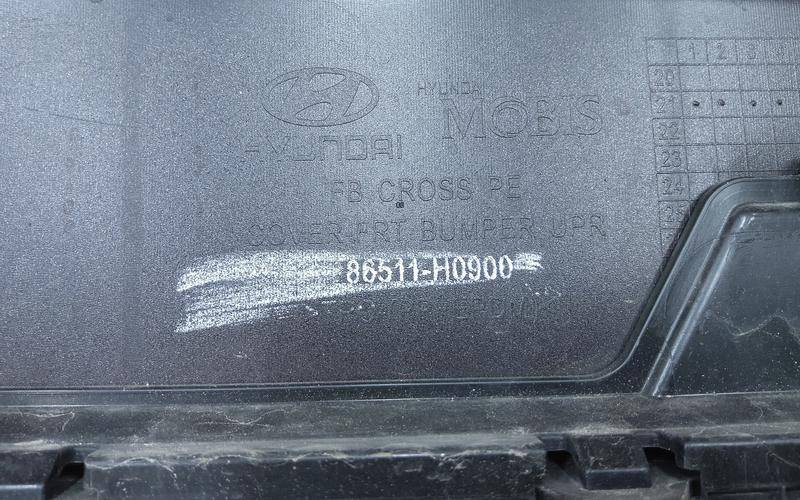 HYUNDAI
HYUNDAI
MOBIS
FB CROSS PE
COVER FRT BUMPER UPR
86511-H0900
1 2 3 4
20
21
22
23
24